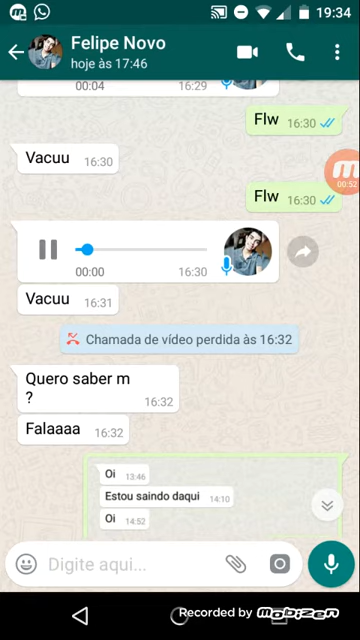 19:34
Felipe Novo
hoje às 17:46
00:04 16:29
Flw 16:30
Vacuu 16:30
00:52
Flw 16:30
00:00 16:30
Vacuu 16:31
Chamada de vídeo perdida às 16:32
Quero saber m
? 16:32
Falaaaa 16:32
Oi 13:46
Estou saindo daqui 14:10
Oi 14:52
Digite aqui...
Recorded by mobizen